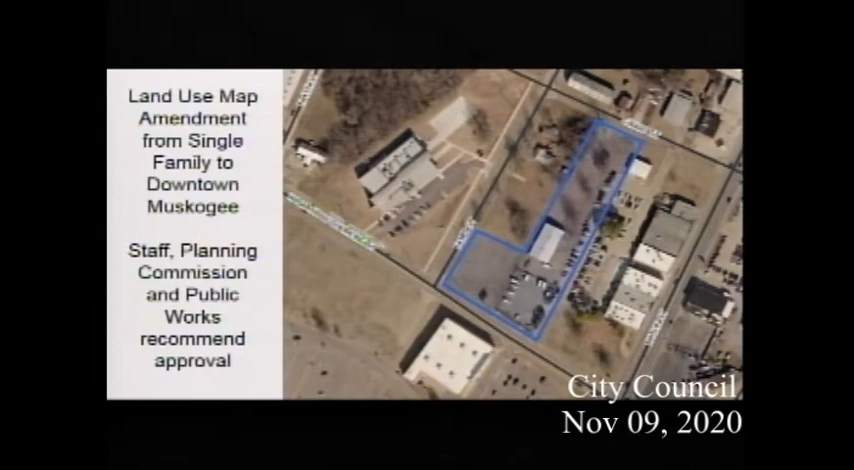 Land Use Map
Amendment
from Single
Family to
Downtown
Muskogee
Staff, Planning
Commission
and Public
Works
recommend
approval
City Council
Nov 09, 2020